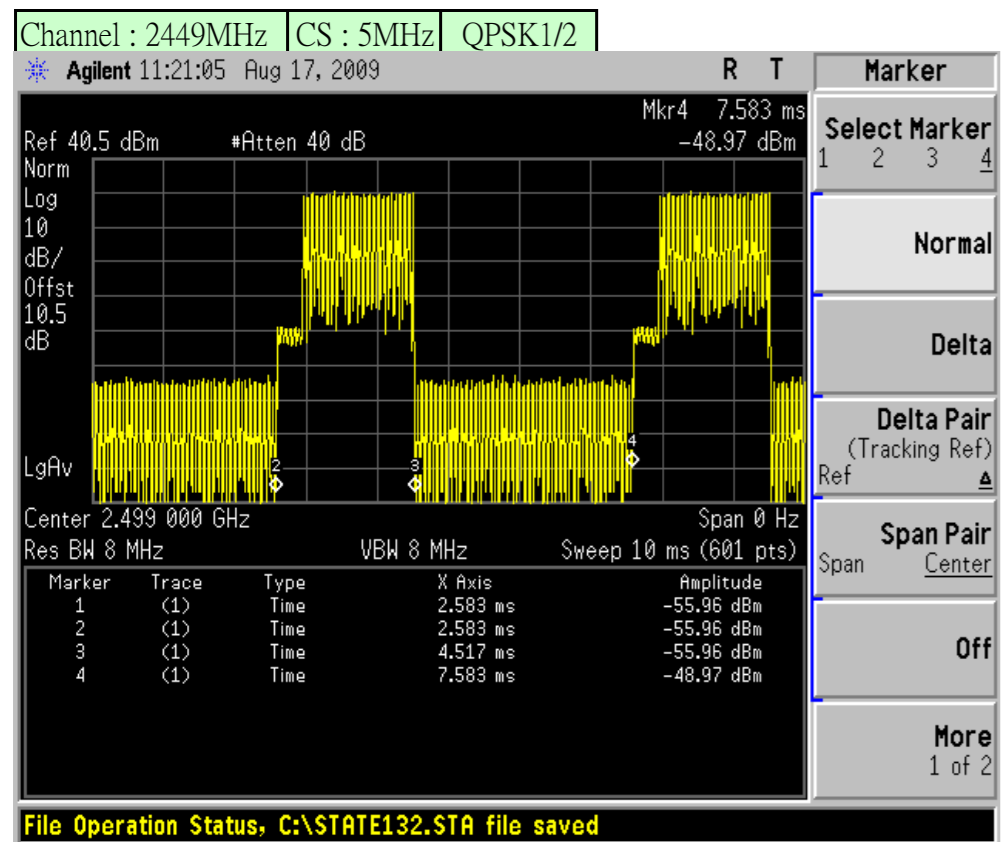 Channel : 2449MHz CS : 5MHz QPSK1/2
Agilent 11:21:05 Aug 17, 2009 R T
Mkr4 7.583 ms
Ref 40.5 dBm #Atten 40 dB -48.97 dBm
Norm
Log
10
dB/
Offst
10.5
dB
LgAv
2
3
4
Center 2.499 000 GHz Span 0 Hz
Res BW 8 MHz VBW 8 MHz Sweep 10 ms (601 pts)
Marker Trace Type X Axis Amplitude
1 (1) Time 2.583 ms -55.96 dBm
2 (1) Time 2.583 ms -55.96 dBm
3 (1) Time 4.517 ms -55.96 dBm
4 (1) Time 7.583 ms -48.97 dBm
Marker
Select Marker
1 2 3 4
Normal
Delta
Delta Pair
(Tracking Ref)
Ref Δ
Span Pair
Span Center
Off
More
1 of 2
File Operation Status, C:\STATE132.STA file saved